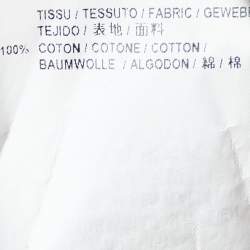 TISSU / TESSUTO / FABRIC / GEWEBE
TEJIDO / 表地 / 面料
100% COTON / COTONE / COTTON /
BAUMWOLLE / ALGODON / 綿 / 棉